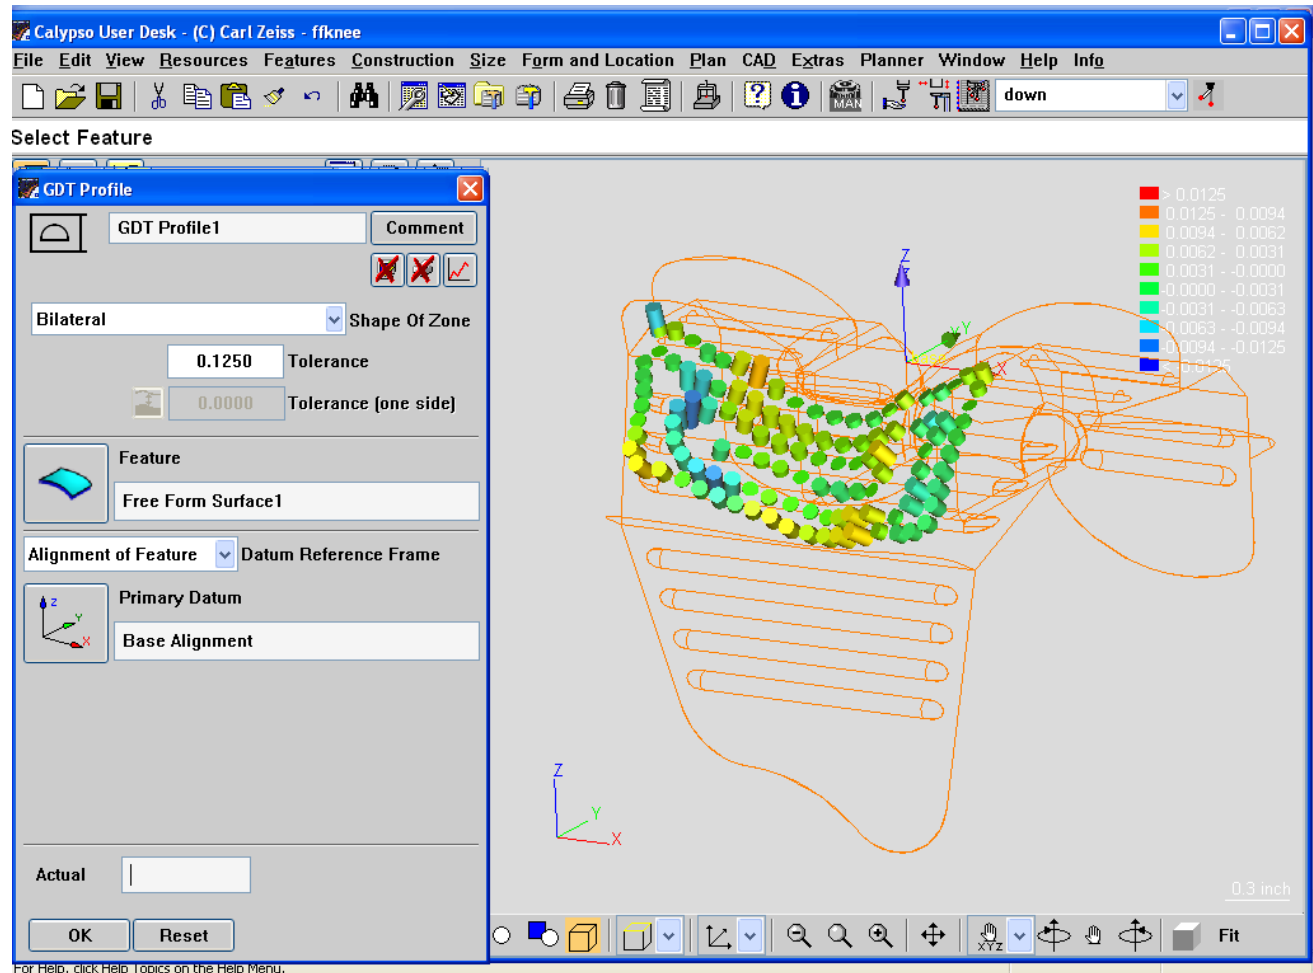 Calypso User Desk - (C) Carl Zeiss - ffknee
File Edit View Resources Features Construction Size Form and Location Plan CAD Extras Planner Window Help Info
MAN
down
Select Feature
GDT Profile
GDT Profile1
Comment
Bilateral
Shape Of Zone
0.1250
Tolerance
0.0000
Tolerance (one side)
Feature
Free Form Surface1
Alignment of Feature
Datum Reference Frame
Z
Y
X
Primary Datum
Base Alignment
Actual
OK
Reset
For Help, click Help Topics on the Help Menu.
> 0.0125
0.0125 - 0.0094
0.0094 - 0.0062
0.0062 - 0.0031
0.0031 - -0.0000
-0.0000 - -0.0031
-0.0031 - -0.0063
-0.0063 - -0.0094
-0.0094 - -0.0125
< -0.0125
Z
Y
X
Z
Y
X
0.3 inch
XYZ
Fit